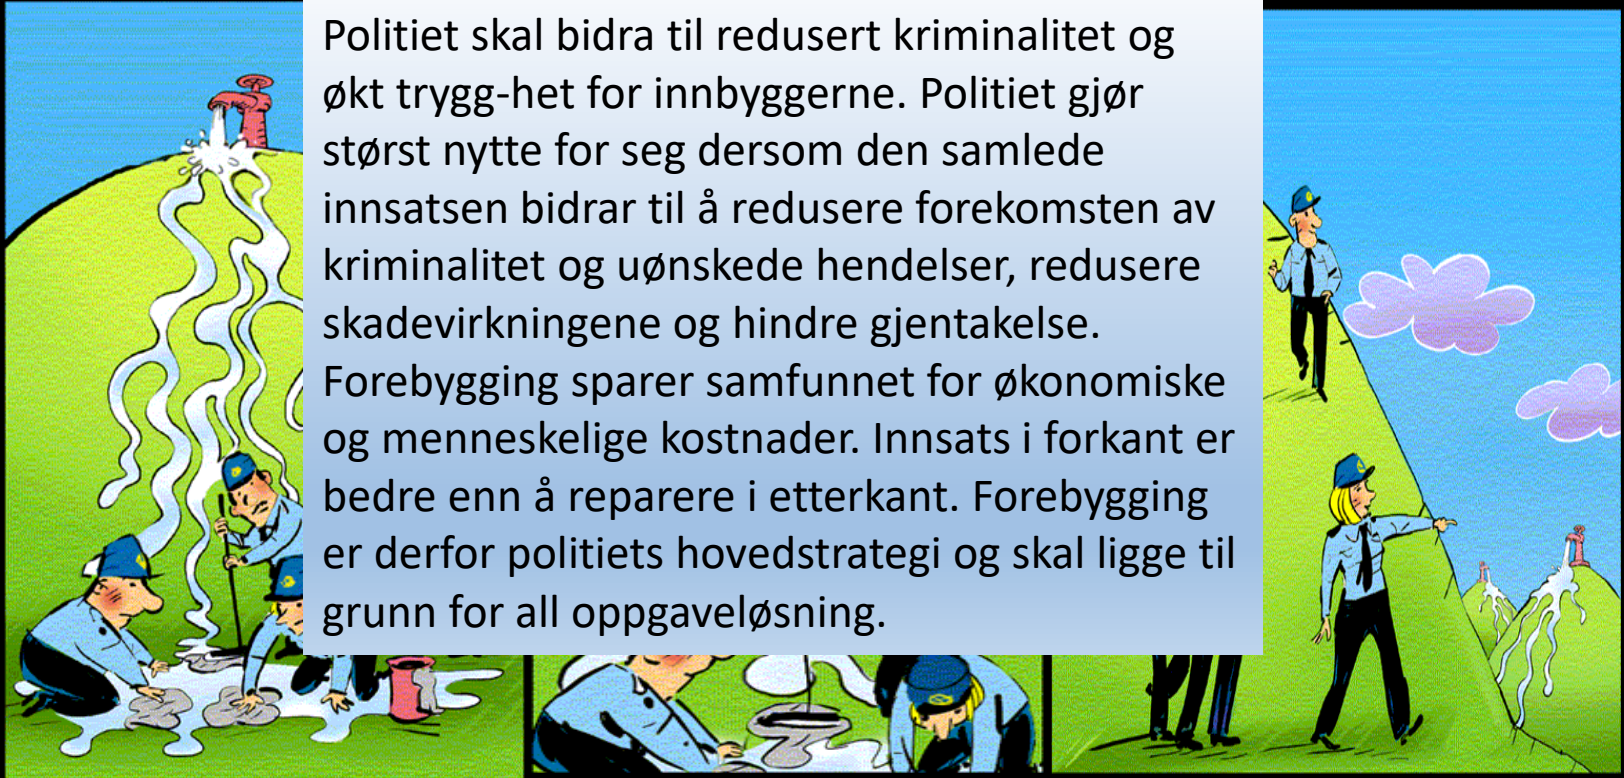 Politiet skal bidra til redusert kriminalitet og
økt trygg-het for innbyggerne. Politiet gjør
størst nytte for seg dersom den samlede
innsatsen bidrar til å redusere forekomsten av
kriminalitet og uønskede hendelser, redusere
skadevirkningene og hindre gjentakelse.
Forebygging sparer samfunnet for økonomiske
og menneskelige kostnader. Innsats i forkant er
bedre enn å reparere i etterkant. Forebygging
er derfor politiets hovedstrategi og skal ligge til
grunn for all oppgaveløsning.